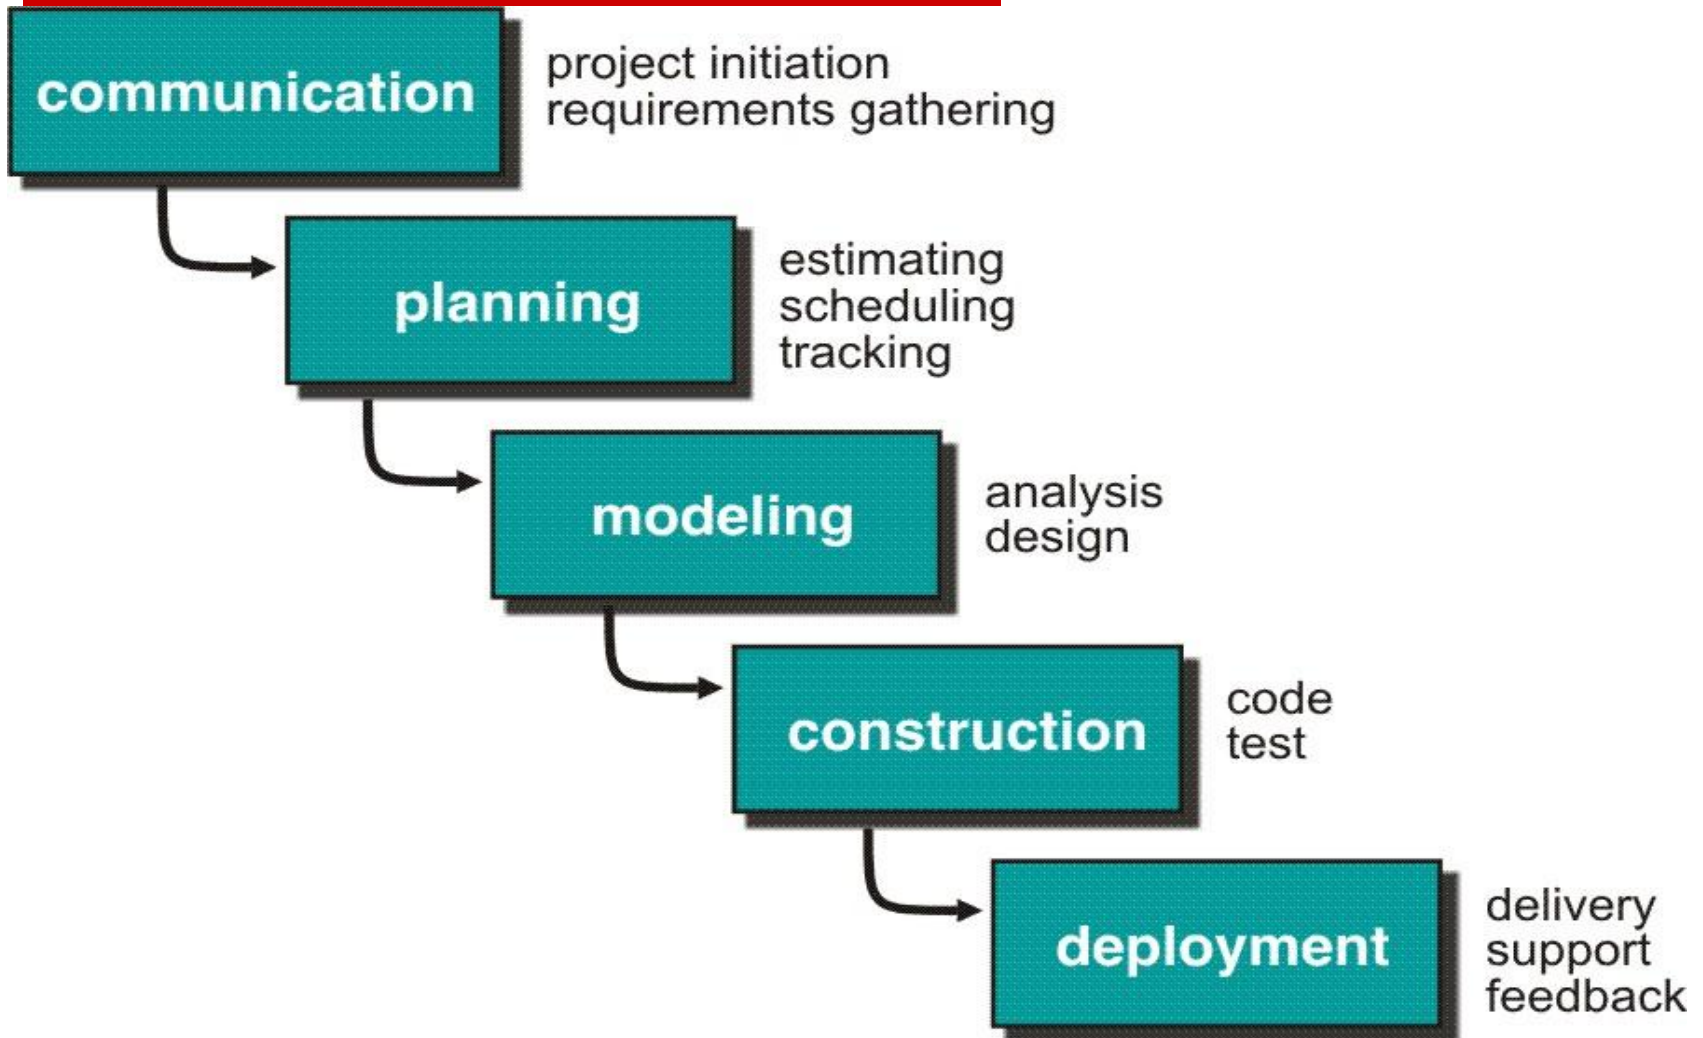 communication
project initiation
requirements gathering
planning
estimating
scheduling
tracking
modeling
analysis
design
construction
code
test
deployment
delivery
support
feedback